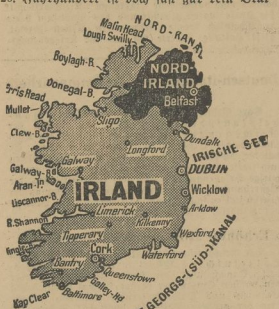 NORD-KANAL
Malin Head
Lough Swilly
Boylagh-B.
NORD-
IRLAND
Donegal-B.
Belfast
Erris Head
Mullet
Sligo
Clew-B.
Dundalk
Longford
IRISCHE SEE
Galway
DUBLIN
Galway-B.
Aran-I.
IRLAND
Wicklow
Liscannor-B.
Limerick
Arklow
R. Shannon
Kilkenny
Tipperary
Wexford
Cork
Waterford
Bantry
Queenstown
Galley-Hd
Kap Clear
Baltimore
GEORGS-(SÜD-)KANAL